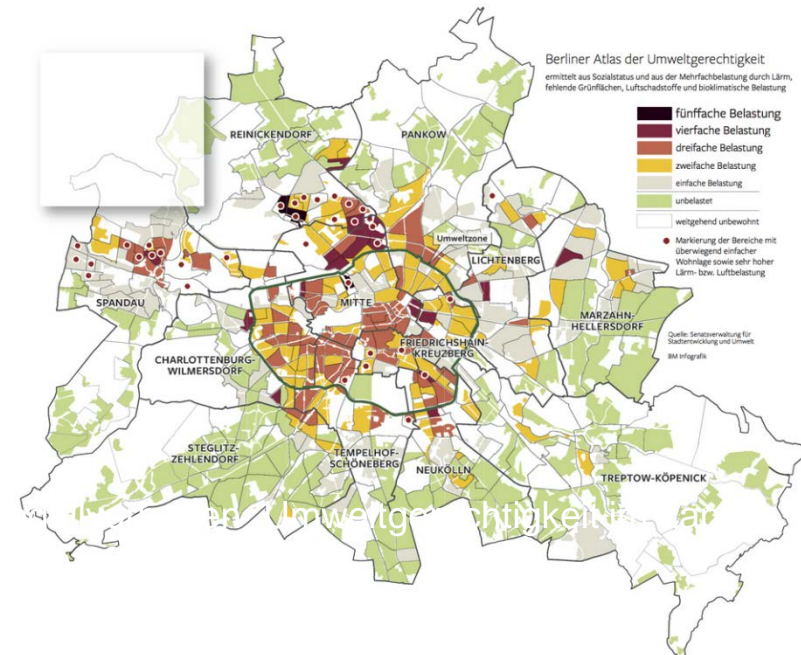 Berliner Atlas der Umweltgerechtigkeit
ermittelt aus Sozialstatus und aus der Mehrfachbelastung durch Lärm,
fehlende Grünflächen, Luftschadstoffe und bioklimatische Belastung
fünffache Belastung
vierfache Belastung
dreifache Belastung
zweifache Belastung
einfache Belastung
unbelastet
weitgehend unbewohnt
Markierung der Bereiche mit
überwiegend einfacher
Wohnlage sowie sehr hoher
Lärm- bzw. Luftbelastung
Quelle: Senatsverwaltung für
Stadtentwicklung und Umwelt
BM Infografik
REINICKENDORF
PANKOW
Umweltzone
LICHTENBERG
SPANDAU
MITTE
MARZAHN-
HELLERSDORF
FRIEDRICHSHAIN-
KREUZBERG
CHARLOTTENBURG-
WILMERSDORF
STEGLITZ-
ZEHLENDORF
TEMPELHOF-
SCHÖNEBERG
NEUKÖLLN
TREPTOW-KÖPENICK
Umweltgerechtigkeit